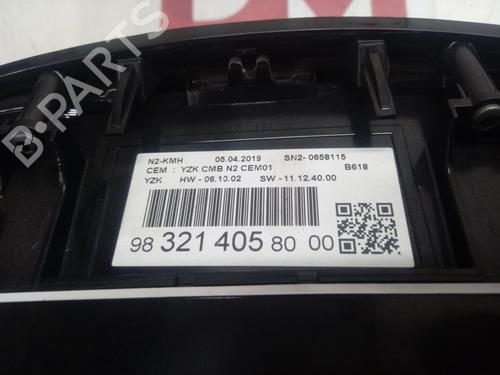 B-PARTS
N2-KMH 05.04.2019 SN2- 0658115
CEM : YZK CMB N2 CEM01 B618
YZK HW - 06.10.02 SW - 11.12.40.00
98 321 405 80 00